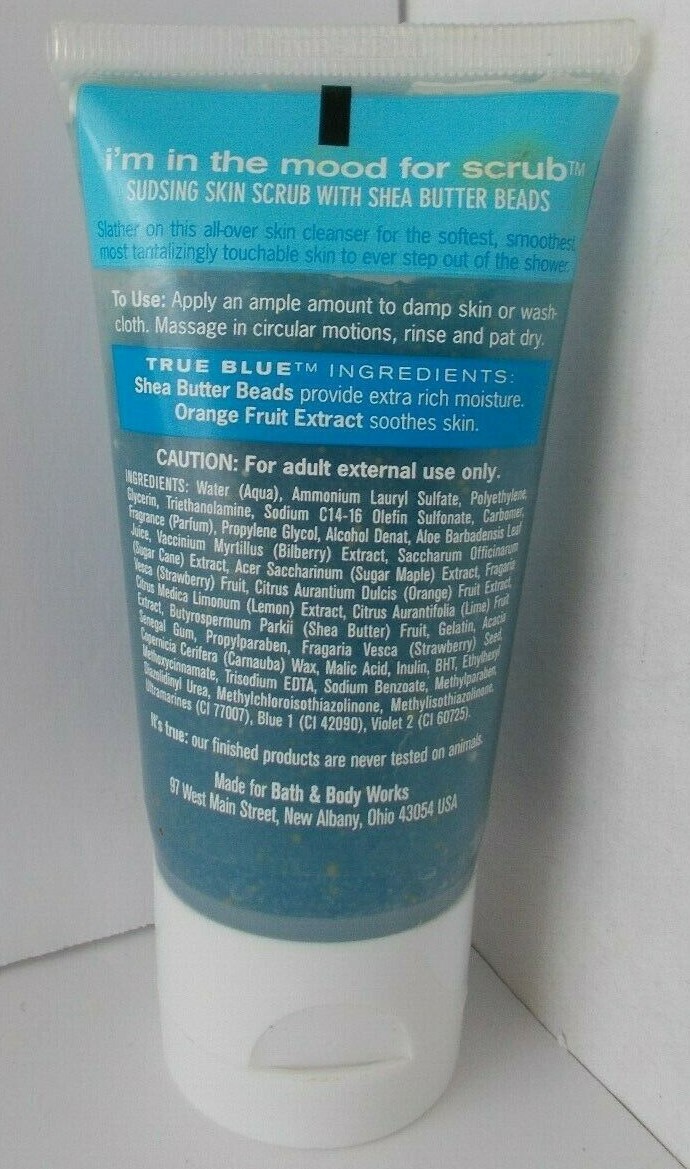 i'm in the mood for scrub™
SUDSING SKIN SCRUB WITH SHEA BUTTER BEADS
Slather on this all-over skin cleanser for the softest, smoothest,
most tantalizingly touchable skin to ever step out of the shower.
To Use: Apply an ample amount to damp skin or wash-
cloth. Massage in circular motions, rinse and pat dry.
TRUE BLUE™ INGREDIENTS:
Shea Butter Beads provide extra rich moisture.
Orange Fruit Extract soothes skin.
CAUTION: For adult external use only.
INGREDIENTS: Water (Aqua), Ammonium Lauryl Sulfate, Polyethylene,
Glycerin, Triethanolamine, Sodium C14-16 Olefin Sulfonate, Carbomer,
Fragrance (Parfum), Propylene Glycol, Alcohol Denat, Aloe Barbadensis Leaf
Juice, Vaccinium Myrtillus (Bilberry) Extract, Saccharum Officinarum
(Sugar Cane) Extract, Acer Saccharinum (Sugar Maple) Extract, Fragaria
Vesca (Strawberry) Fruit, Citrus Aurantium Dulcis (Orange) Fruit Extract,
Citrus Medica Limonum (Lemon) Extract, Citrus Aurantifolia (Lime) Fruit
Extract, Butyrospermum Parkii (Shea Butter) Fruit, Gelatin, Acacia
Senegal Gum, Propylparaben, Fragaria Vesca (Strawberry) Seed,
Copernicia Cerifera (Carnauba) Wax, Malic Acid, Inulin, BHT, Ethylhexyl
Methoxycinnamate, Trisodium EDTA, Sodium Benzoate, Methylparaben,
Diazolidinyl Urea, Methylchloroisothiazolinone, Methylisothiazolinone,
Ultramarines (CI 77007), Blue 1 (CI 42090), Violet 2 (CI 60725).
It's true: our finished products are never tested on animals.
Made for Bath & Body Works
97 West Main Street, New Albany, Ohio 43054 USA